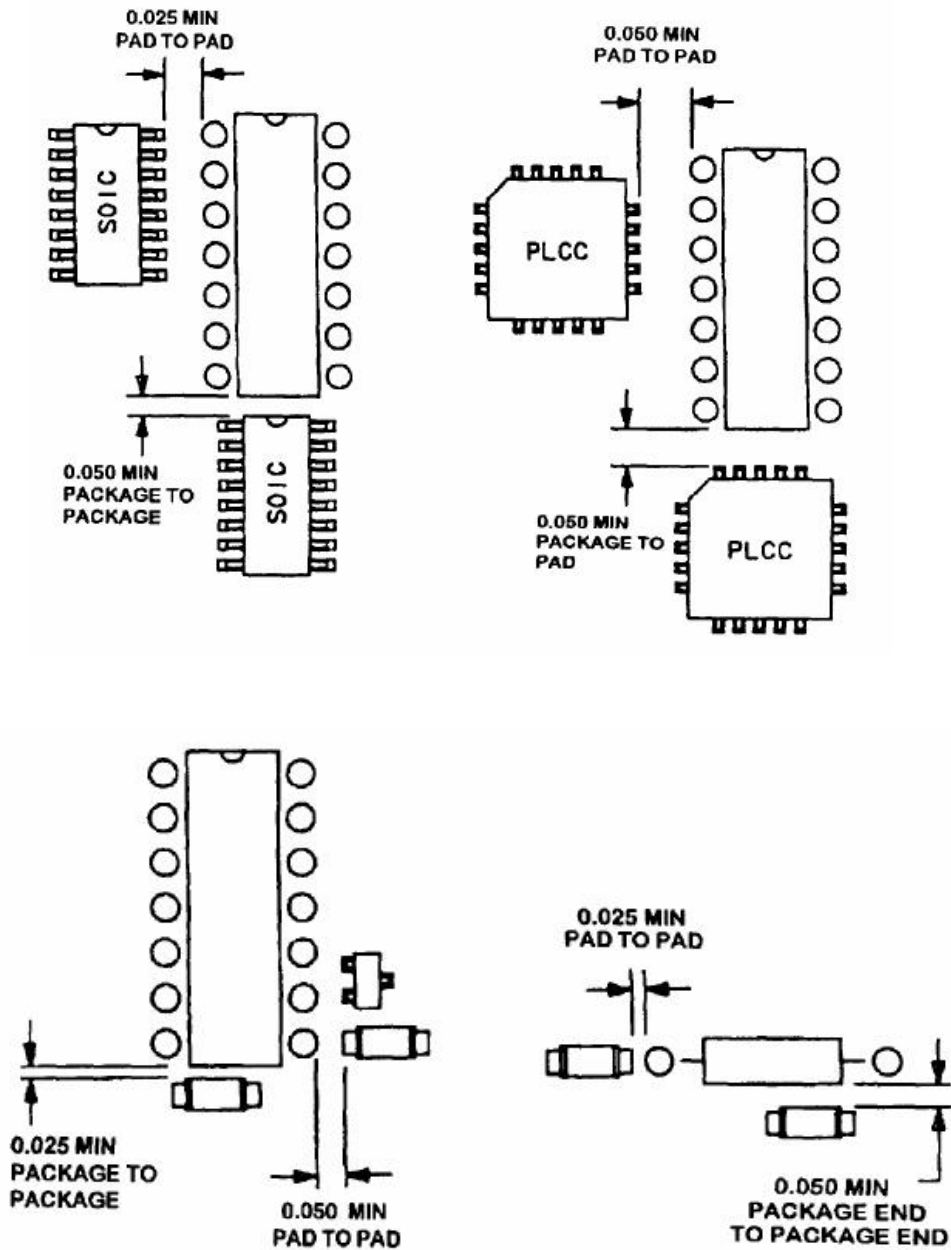 0.025 MIN
PAD TO PAD
SOIC
0.050 MIN
PACKAGE TO
PACKAGE
SOIC
0.050 MIN
PAD TO PAD
PLCC
0.050 MIN
PACKAGE TO
PAD
PLCC
0.025 MIN
PACKAGE TO
PACKAGE
0.050 MIN
PAD TO PAD
0.025 MIN
PAD TO PAD
0.050 MIN
PACKAGE END
TO PACKAGE END